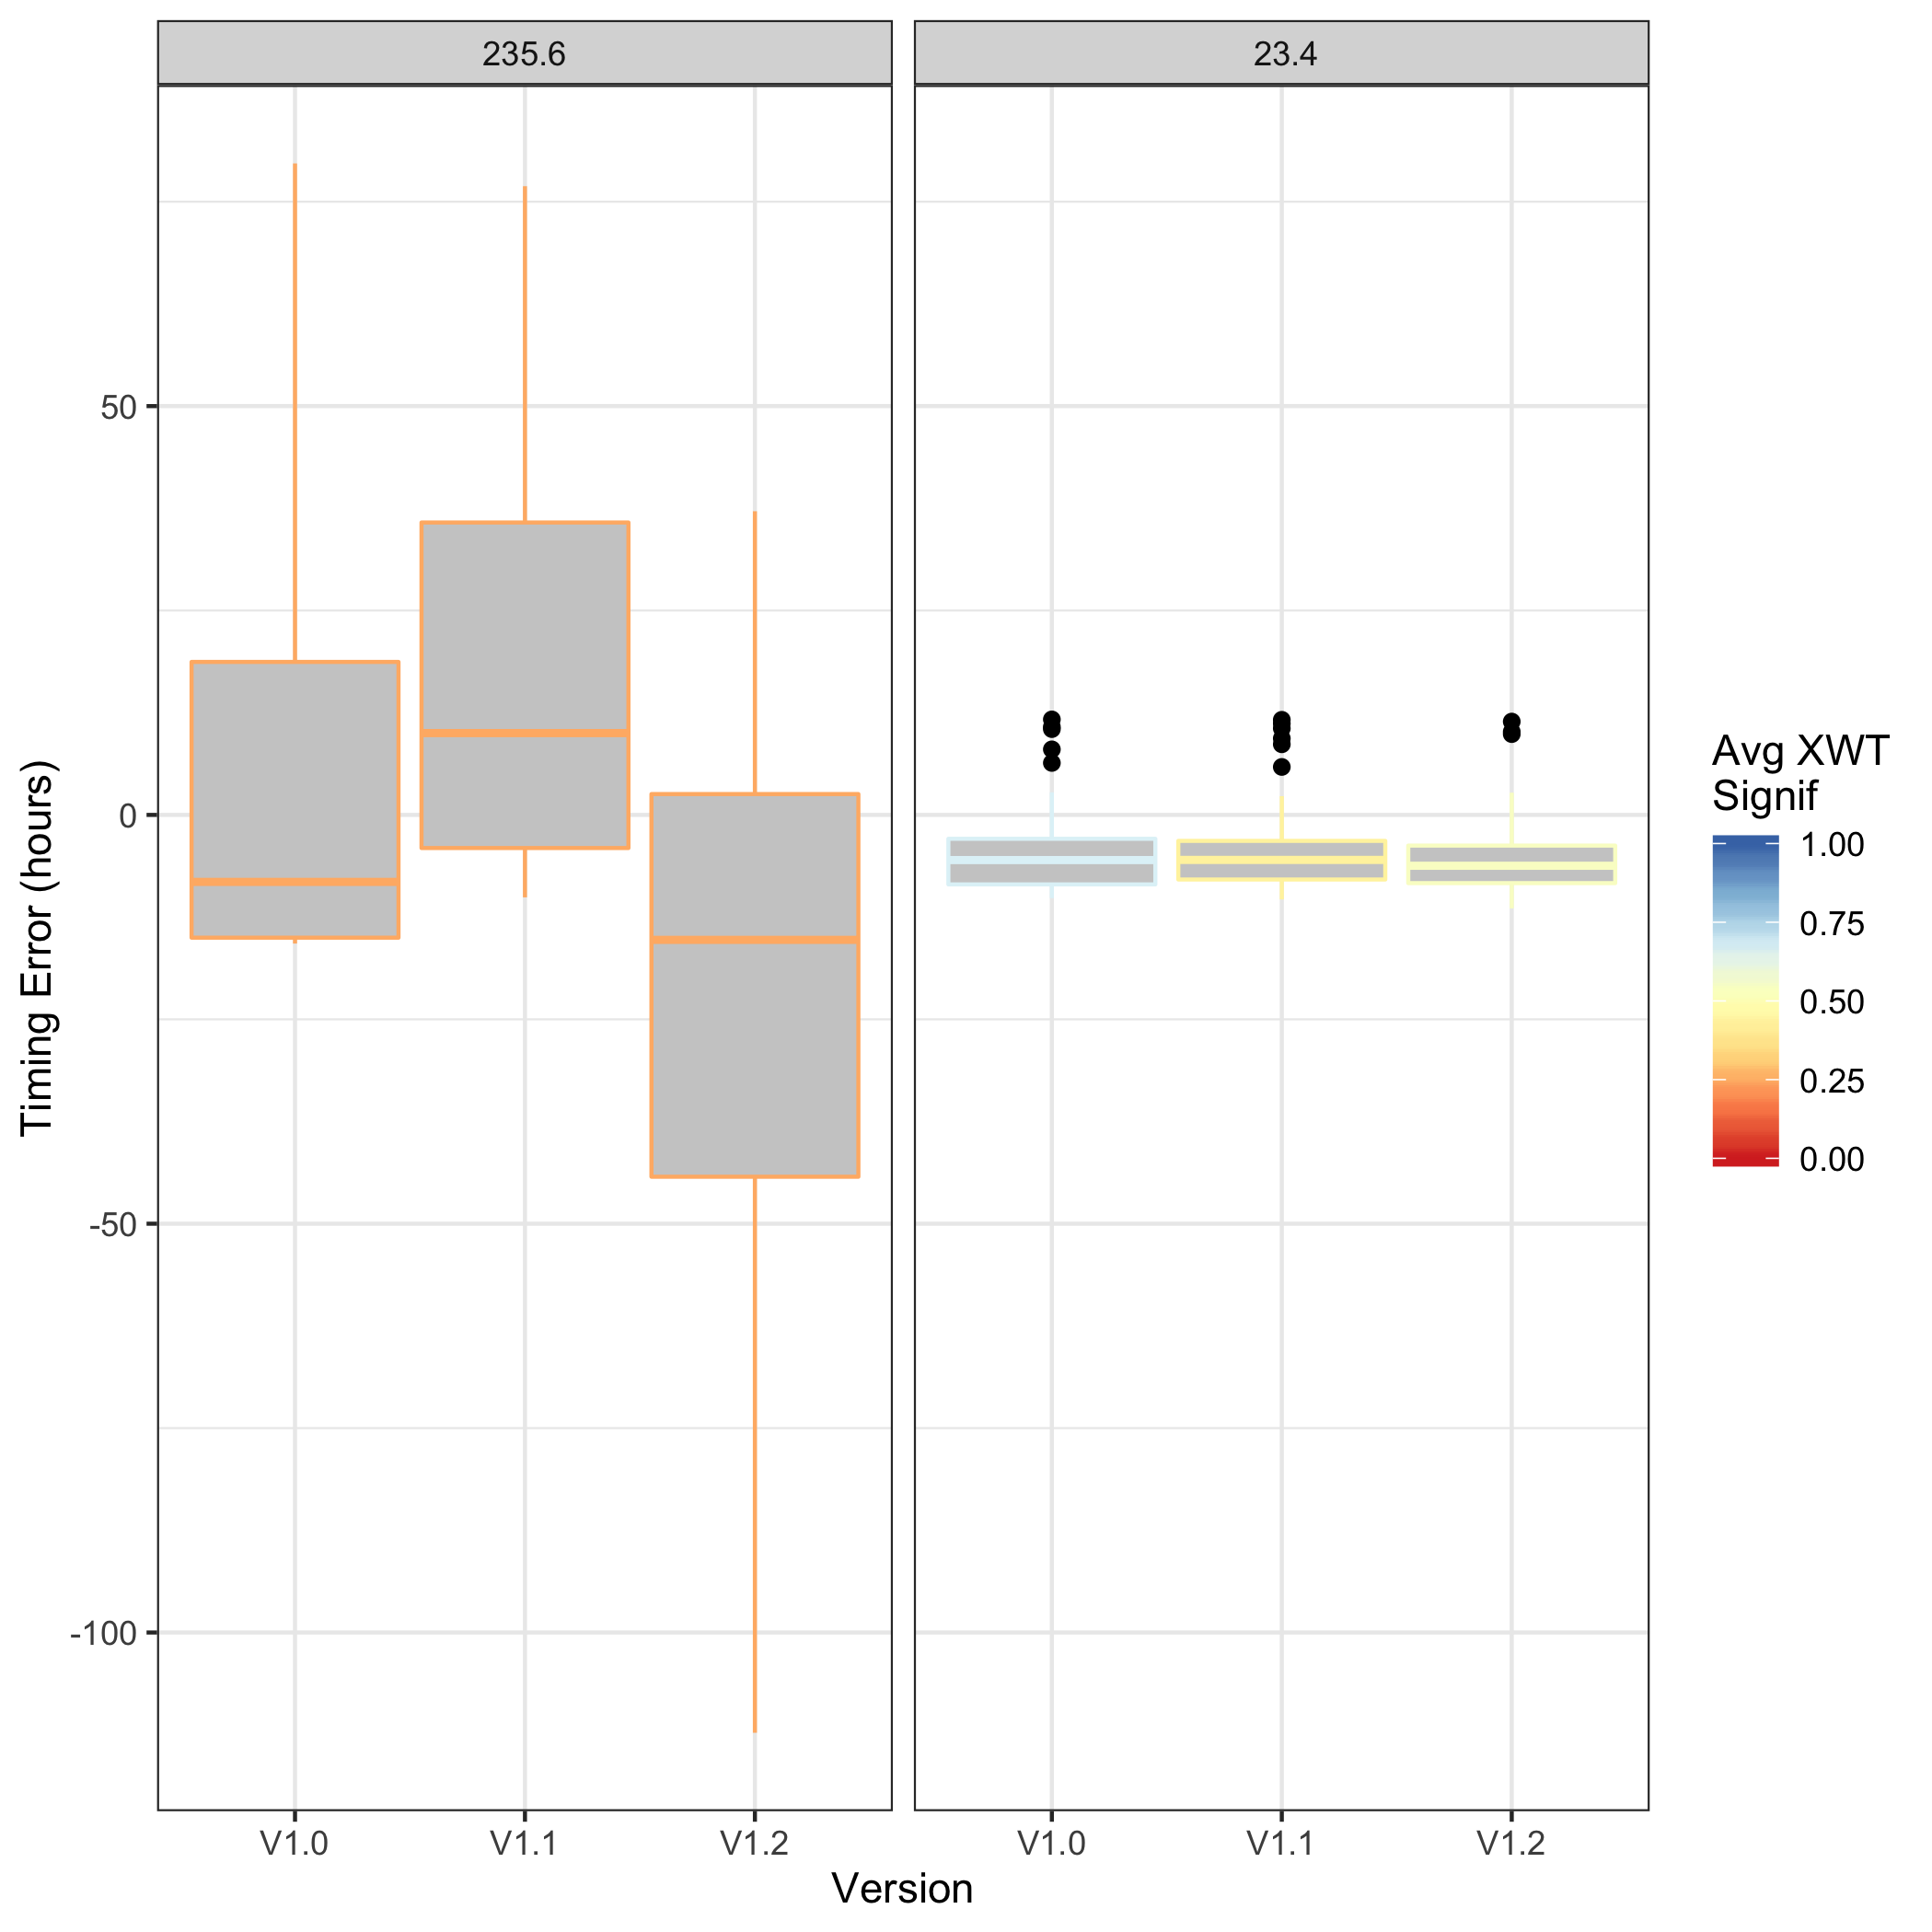 235.6
23.4
50
0
-50
-100
Timing Error (hours)
V1.0
V1.1
V1.2
V1.0
V1.1
V1.2
Version
Avg XWT
Signif
1.00
0.75
0.50
0.25
0.00